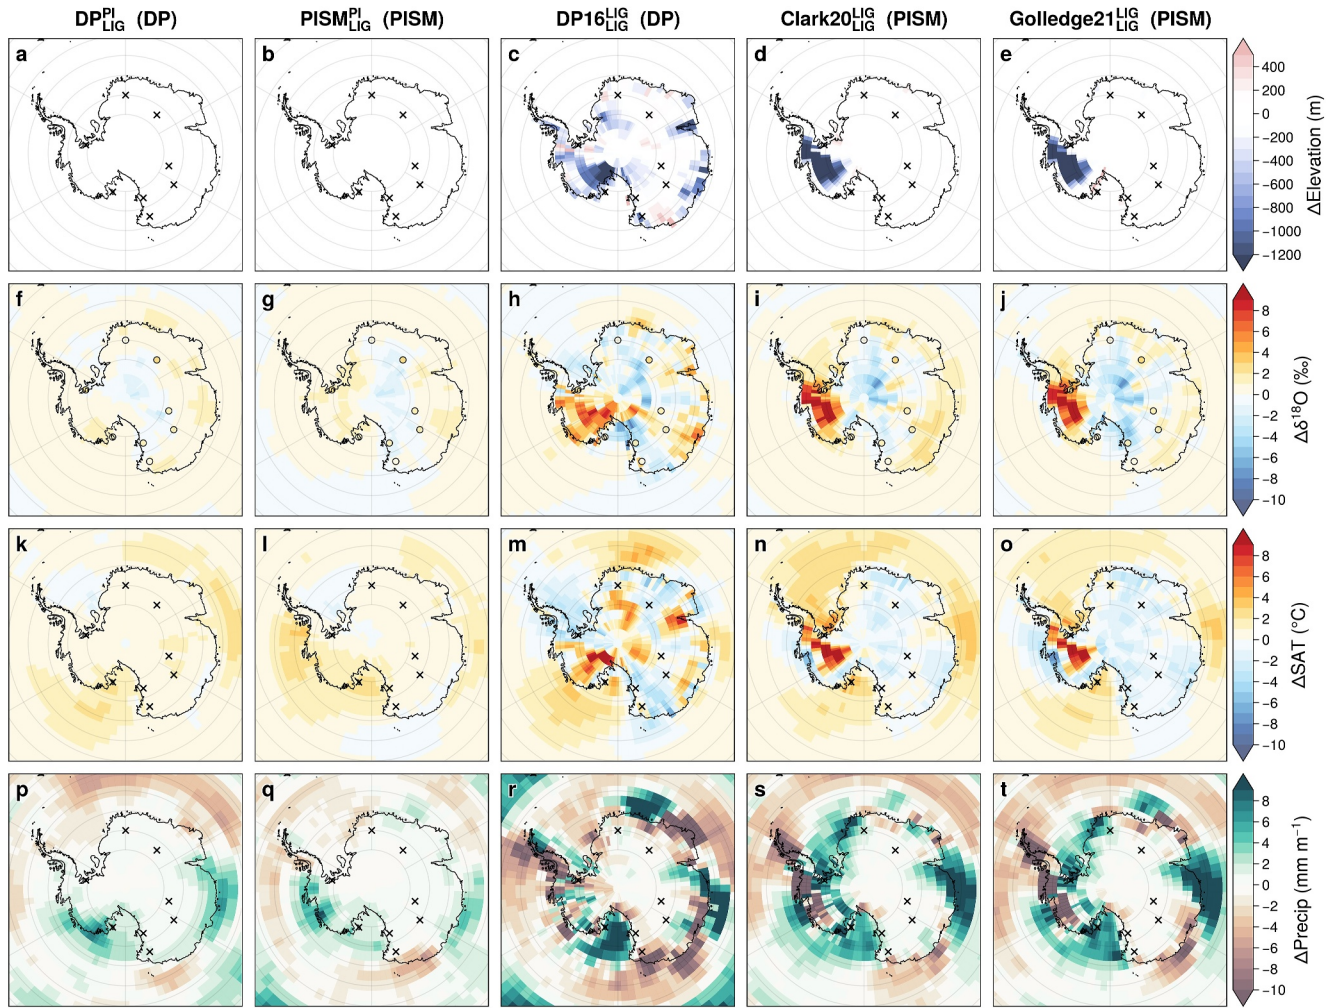 DP^PI_LIG (DP)
PISM^PI_LIG (PISM)
DP16^LIG_LIG (DP)
Clark20^LIG_LIG (PISM)
Golledge21^LIG_LIG (PISM)
a
b
c
d
e
400
200
0
−200
−400
−600
−800
−1000
−1200
ΔElevation (m)
f
g
h
i
j
8
6
4
2
0
−2
−4
−6
−8
−10
Δδ¹⁸O (‰)
k
l
m
n
o
8
6
4
2
0
−2
−4
−6
−8
−10
ΔSAT (°C)
p
q
r
s
t
8
6
4
2
0
−2
−4
−6
−8
−10
ΔPrecip (mm m⁻¹)